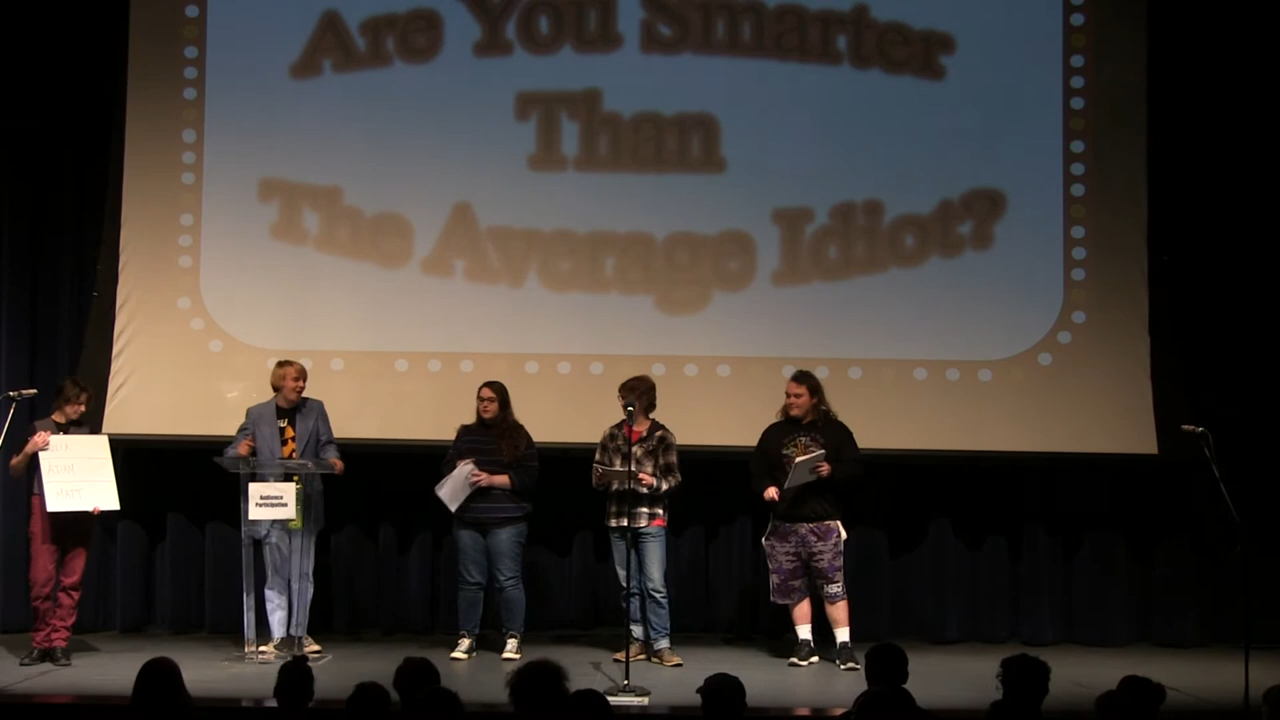 Are You Smarter
Than
The Average Idiot?
ADAM
MATT
Audience
Participation